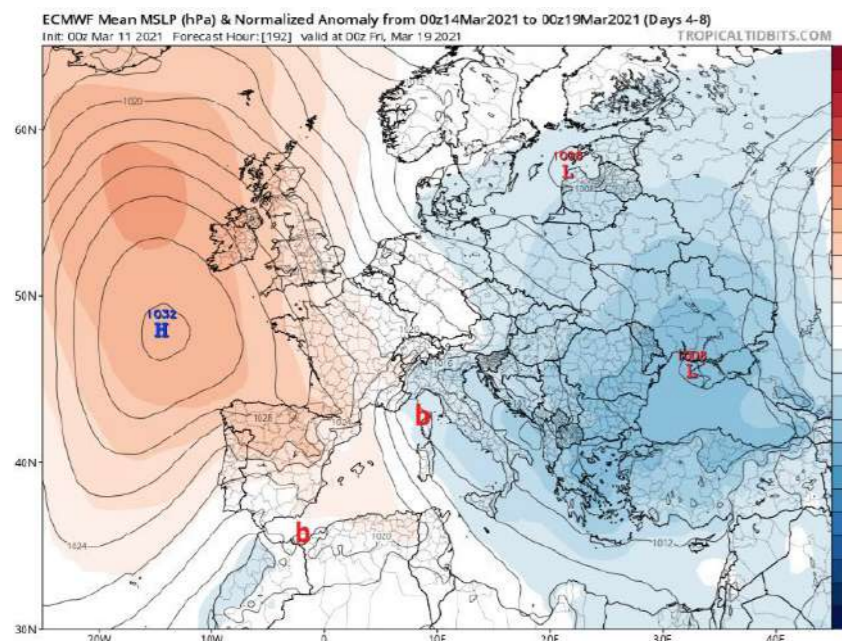 ECMWF Mean MSLP (hPa) & Normalized Anomaly from 00z14Mar2021 to 00z19Mar2021 (Days 4-8)
Init: 00z Mar 11 2021 Forecast Hour: [192] valid at 00z Fri, Mar 19 2021 TROPICALTIDBITS.COM
1020
60N
1008
L
50N
1032
H
1008
L
1028
b
40N
b
1024
1020
1012
30N
20W
10W
0
10E
20E
30E
40E